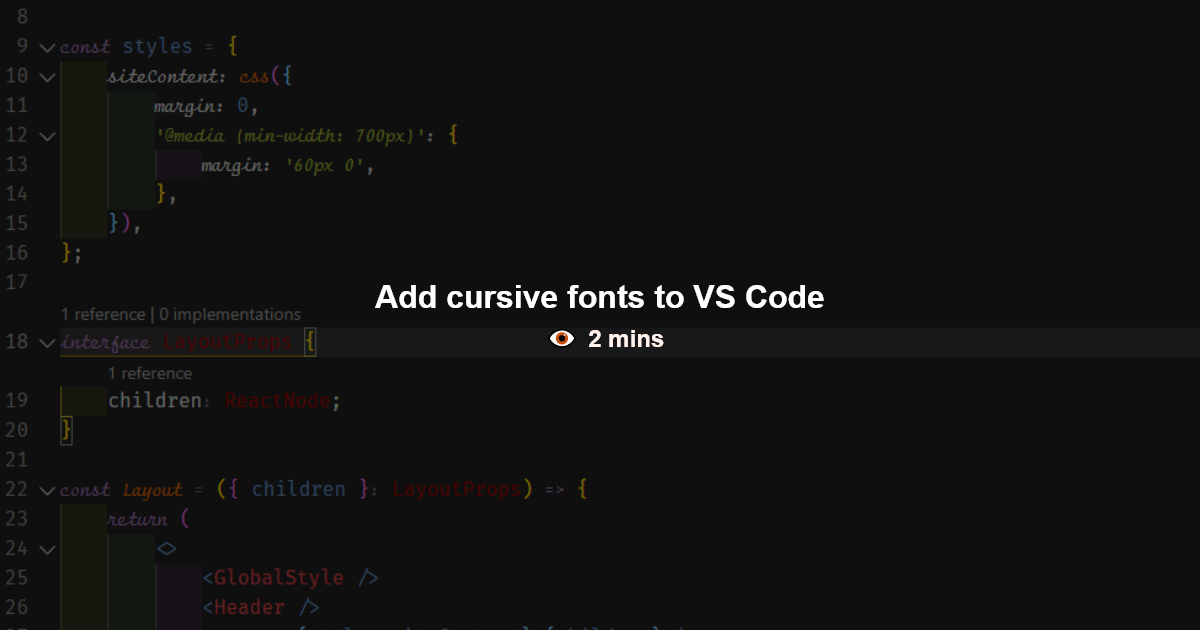 8
9 const styles = {
10 siteContent: css({
11 margin: 0,
12 '@media (min-width: 700px)': {
13 margin: '60px 0',
14 },
15 }),
16 };
17
Add cursive fonts to VS Code
1 reference | 0 implementations
2 mins
18 interface LayoutProps {
1 reference
19 children: ReactNode;
20 }
21
22 const Layout = ({ children }: LayoutProps) => {
23 return (
24 <>
25 <GlobalStyle />
26 <Header />